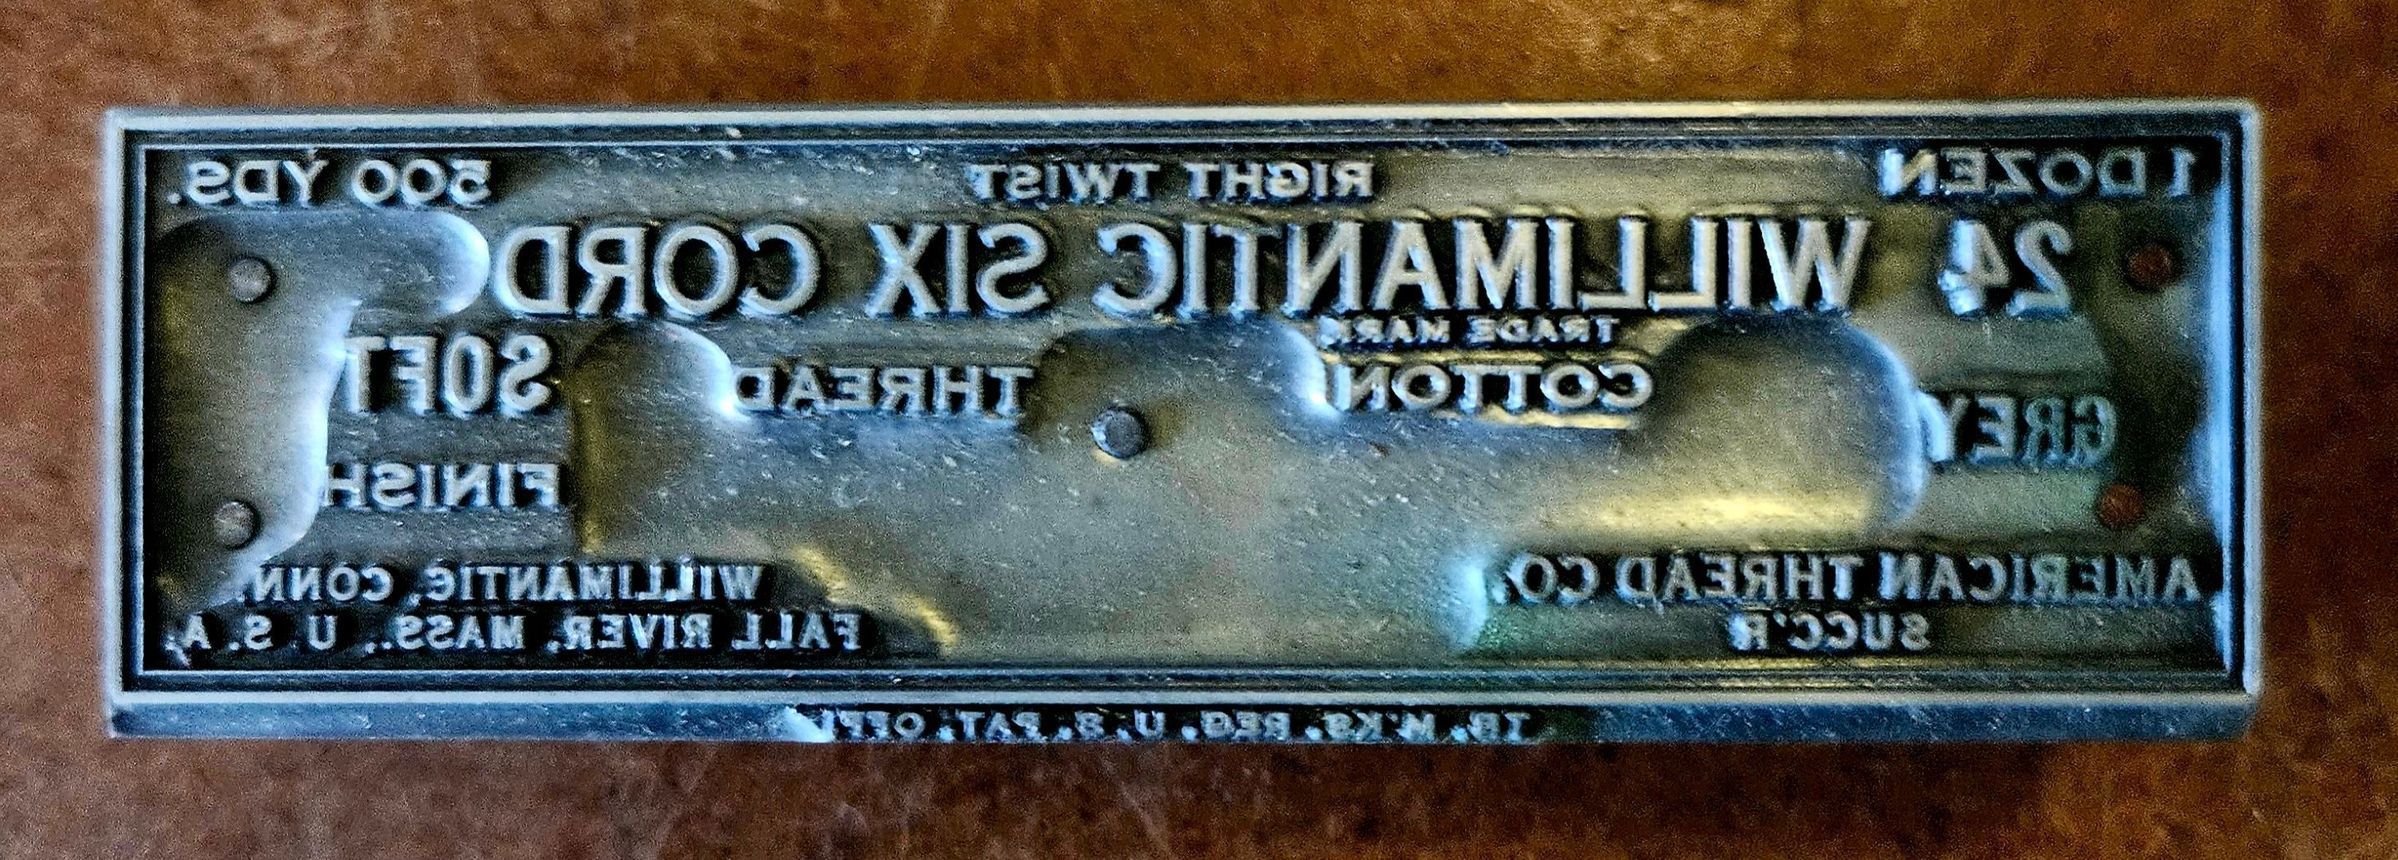 1 DOZEN RIGHT TWIST 500 YDS.
24 WILLIMANTIC SIX CORD
TRADE MARK
GREY COTTON THREAD SOFT
FINISH
AMERICAN THREAD CO. WILLIMANTIC, CONN.
SUCC'R FALL RIVER, MASS., U. S. A.
TR. M'KS. REG. U. S. PAT. OFF.